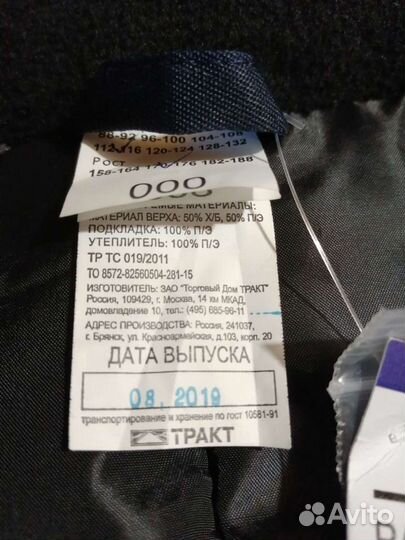 88-92 96-100 104-108
112-116 120-124 128-132
Рост
158-164 170-176 182-188
ООО
МАТЕРИАЛЫ:
МАТЕРИАЛ ВЕРХА: 50% Х/Б, 50% П/Э
ПОДКЛАДКА: 100% П/Э
УТЕПЛИТЕЛЬ: 100% П/Э
ТР ТС 019/2011
ТО 8572-82560504-281-15
ИЗГОТОВИТЕЛЬ: ЗАО "Торговый Дом ТРАКТ"
Россия, 109429, г. Москва, 14 км МКАД,
домовладение 10, тел.: (495) 685-96-11
АДРЕС ПРОИЗВОДСТВА: Россия, 241037,
г. Брянск, ул. Красноармейская, д.103, корп. 20
ДАТА ВЫПУСКА
08. 2019
транспортирование и хранение по гост 10581-91
ТРАКТ
Avito